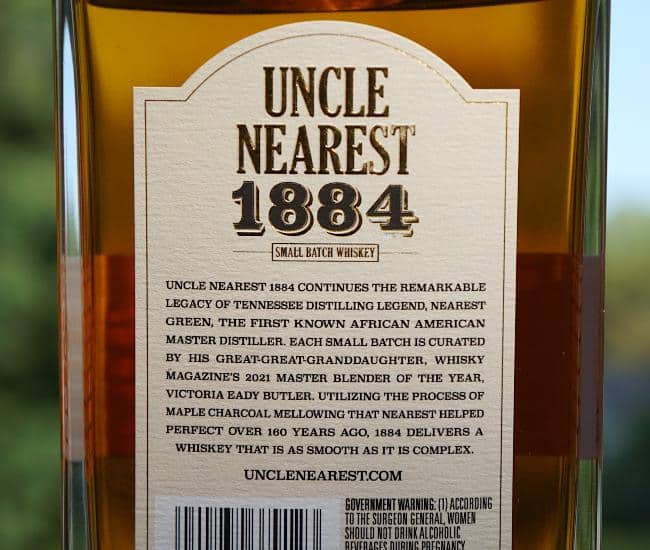 UNCLE
NEAREST
1884
SMALL BATCH WHISKEY
UNCLE NEAREST 1884 CONTINUES THE REMARKABLE
LEGACY OF TENNESSEE DISTILLING LEGEND, NEAREST
GREEN, THE FIRST KNOWN AFRICAN AMERICAN
MASTER DISTILLER. EACH SMALL BATCH IS CURATED
BY HIS GREAT-GREAT-GRANDDAUGHTER, WHISKY
MAGAZINE'S 2021 MASTER BLENDER OF THE YEAR,
VICTORIA EADY BUTLER. UTILIZING THE PROCESS OF
MAPLE CHARCOAL MELLOWING THAT NEAREST HELPED
PERFECT OVER 160 YEARS AGO, 1884 DELIVERS A
WHISKEY THAT IS AS SMOOTH AS IT IS COMPLEX.
UNCLENEAREST.COM
GOVERNMENT WARNING: (1) ACCORDING
TO THE SURGEON GENERAL, WOMEN
SHOULD NOT DRINK ALCOHOLIC
BEVERAGES DURING PREGNANCY